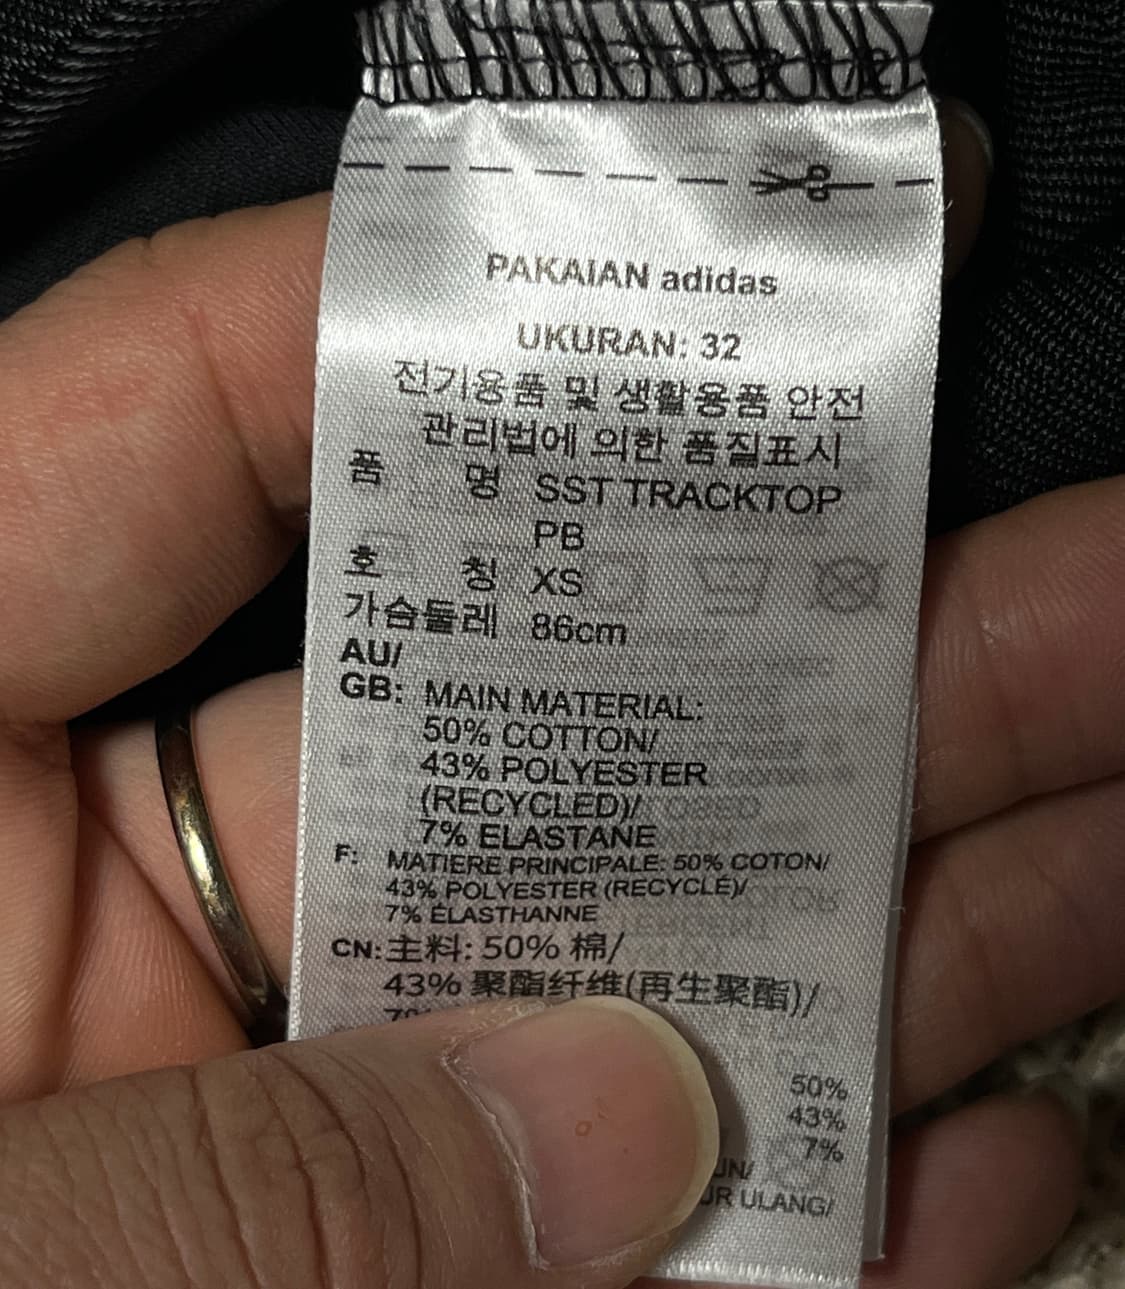 PAKAIAN adidas
UKURAN: 32
전기용품 및 생활용품 안전
관리법에 의한 품질표시
품 명 SST TRACKTOP
PB
호 칭 XS
가슴둘레 86cm
AU/
GB: MAIN MATERIAL:
50% COTTON/
43% POLYESTER
(RECYCLED)/
7% ELASTANE
F: MATIERE PRINCIPALE: 50% COTON/
43% POLYESTER (RECYCLÉ)/
7% ÉLASTHANNE
CN: 主料: 50% 棉/
43% 聚酯纤维(再生聚酯)/
50%
43%
7%
ULANG/